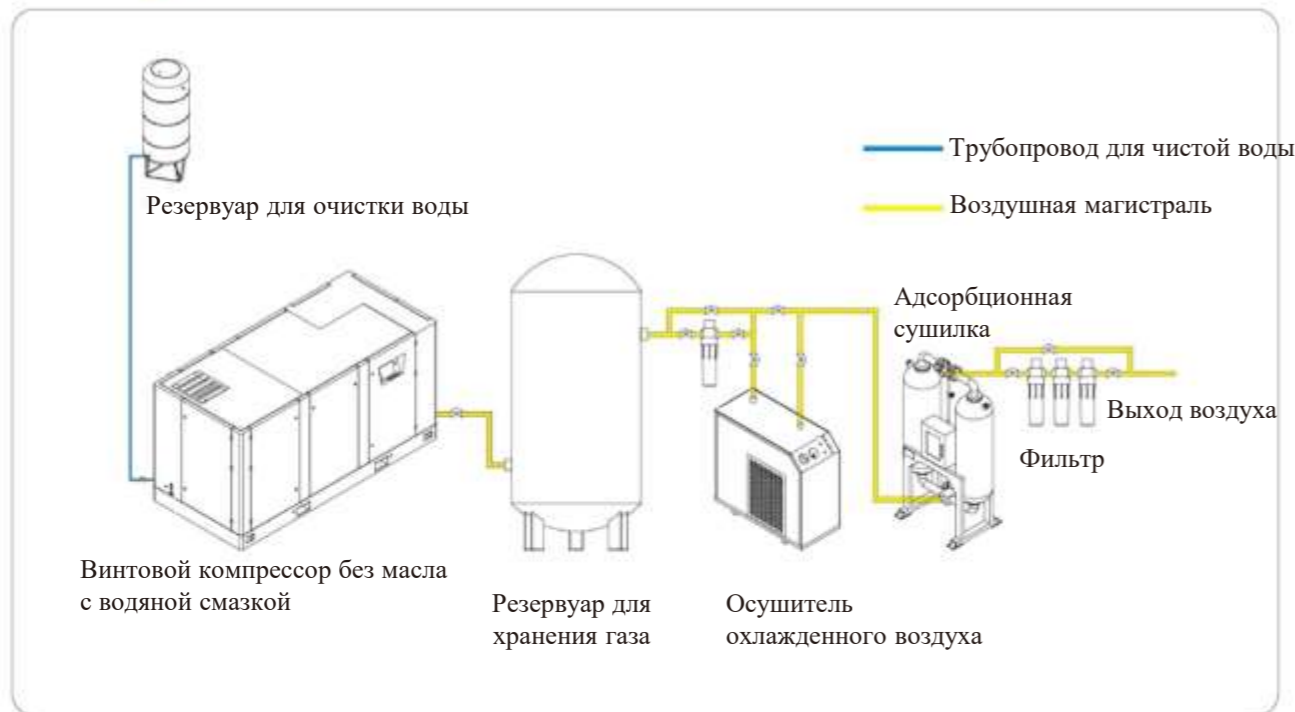 Трубопровод для чистой воды
Резервуар для очистки воды
Воздушная магистраль
Адсорбционная
сушилка
Выход воздуха
Фильтр
Винтовой компрессор без масла
с водяной смазкой
Резервуар для
хранения газа
Осушитель
охлажденного воздуха